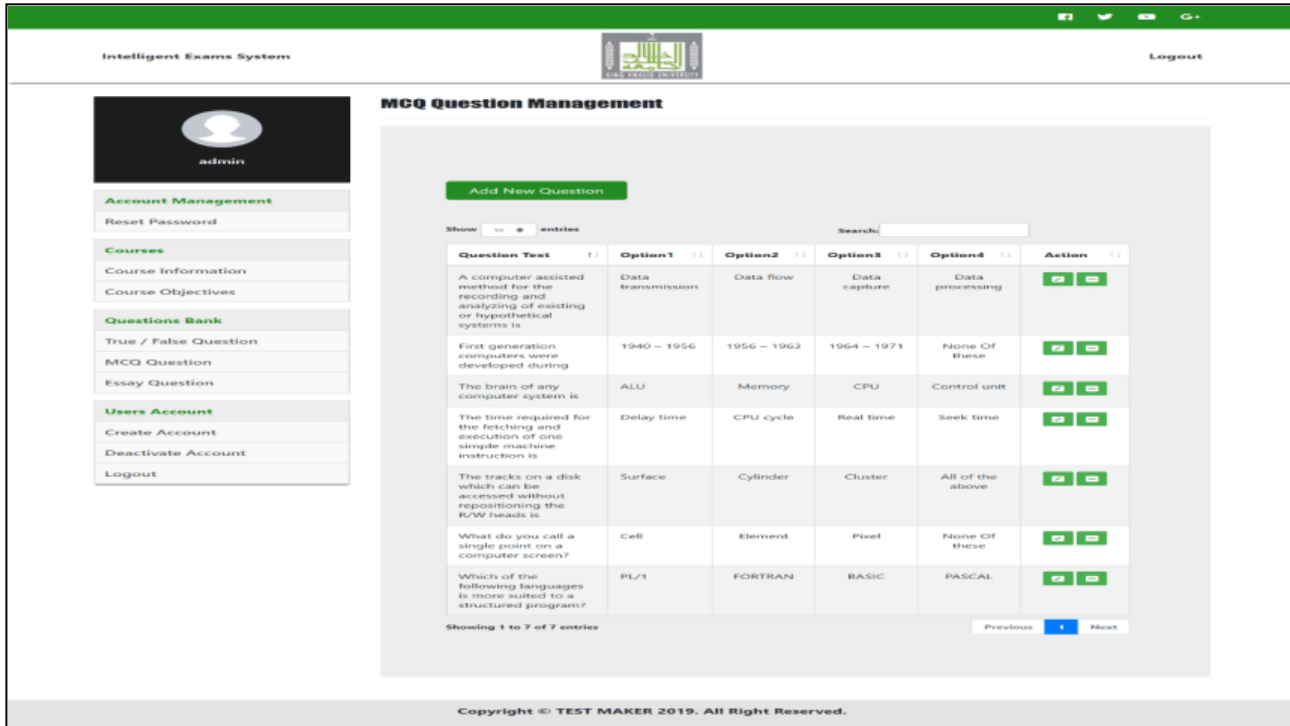 G+
Intelligent Exams System
جامعة الملك خالد
KING KHALID UNIVERSITY
Logout
admin
Account Management
Reset Password
Courses
Course Information
Course Objectives
Questions Bank
True / False Question
MCQ Question
Essay Question
Users Account
Create Account
Deactivate Account
Logout
MCQ Question Management
Add New Question
Show 10 entries
Search:
Question Text Option1 Option2 Option3 Option4 Action
A computer assisted Data Data flow Data Data
method for the transmission capture processing
recording and
analyzing of existing
or hypothetical
systems is
First generation 1940 – 1956 1956 – 1963 1964 – 1971 None Of
computers were these
developed during
The brain of any ALU Memory CPU Control unit
computer system is
The time required for Delay time CPU cycle Real time Seek time
the fetching and
execution of one
simple machine
instruction is
The tracks on a disk Surface Cylinder Cluster All of the
which can be above
accessed without
repositioning the
R/W heads is
What do you call a Cell Element Pixel None Of
single point on a these
computer screen?
Which of the PL/1 FORTRAN BASIC PASCAL
following languages
is more suited to a
structured program?
Showing 1 to 7 of 7 entries
Previous 1 Next
Copyright © TEST MAKER 2019. All Right Reserved.